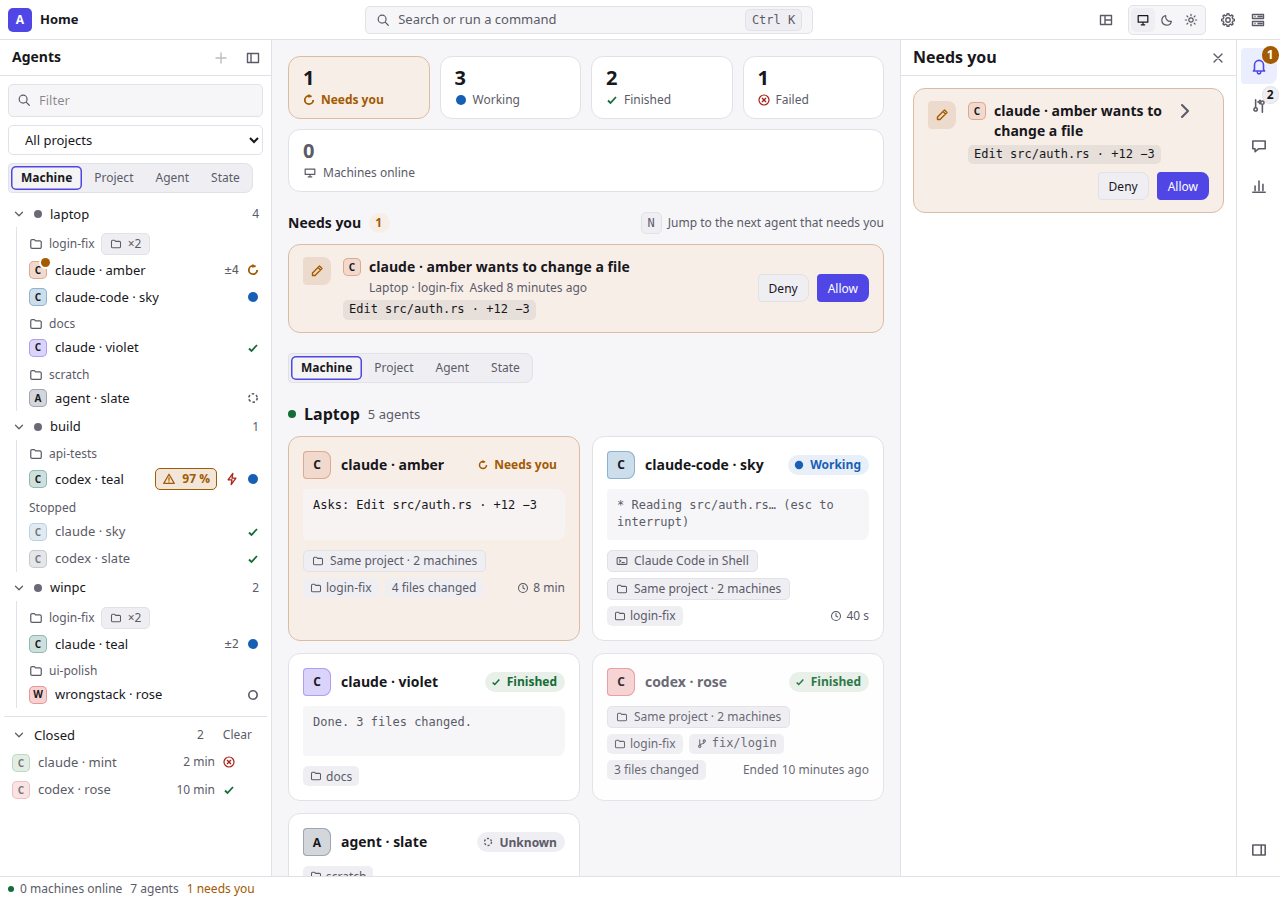 A Home
Search or run a command Ctrl K
Agents
Filter
All projects
Machine Project Agent State
laptop 4
login-fix ×2
C claude · amber ±4
C claude-code · sky
docs
C claude · violet
scratch
A agent · slate
build 1
api-tests
C codex · teal 97 %
Stopped
C claude · sky
C codex · slate
winpc 2
login-fix ×2
C claude · teal ±2
ui-polish
W wrongstack · rose
Closed 2 Clear
C claude · mint 2 min
C codex · rose 10 min
1
Needs you
3
Working
2
Finished
1
Failed
0
Machines online
Needs you 1 N Jump to the next agent that needs you
C claude · amber wants to change a file
Laptop · login-fix Asked 8 minutes ago
Edit src/auth.rs · +12 −3
Deny Allow
Machine Project Agent State
Laptop 5 agents
C claude · amber Needs you
Asks: Edit src/auth.rs · +12 −3
Same project · 2 machines
login-fix 4 files changed 8 min
C claude-code · sky Working
* Reading src/auth.rs… (esc to
interrupt)
Claude Code in Shell
Same project · 2 machines
login-fix 40 s
C claude · violet Finished
Done. 3 files changed.
docs
C codex · rose Finished
Same project · 2 machines
login-fix fix/login
3 files changed Ended 10 minutes ago
A agent · slate Unknown
scratch
Needs you
C claude · amber wants to
change a file
Edit src/auth.rs · +12 −3
Deny Allow
1
2
0 machines online 7 agents 1 needs you